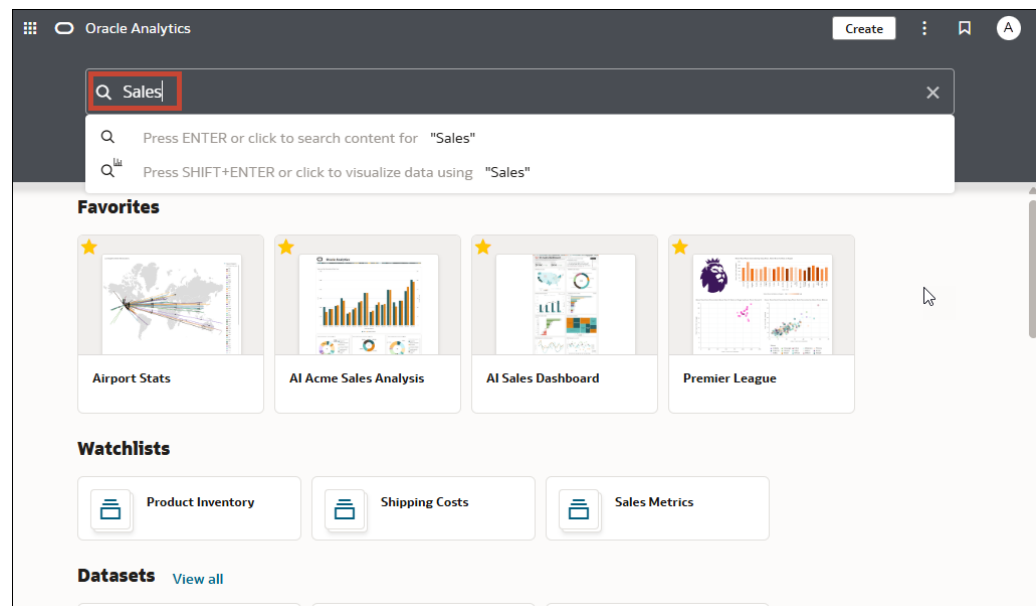 Oracle Analytics
Create
A
Sales
Press ENTER or click to search content for "Sales"
Press SHIFT+ENTER or click to visualize data using "Sales"
Favorites
Airport Stats
AI Acme Sales Analysis
AI Sales Dashboard
Premier League
Watchlists
Product Inventory
Shipping Costs
Sales Metrics
Datasets View all